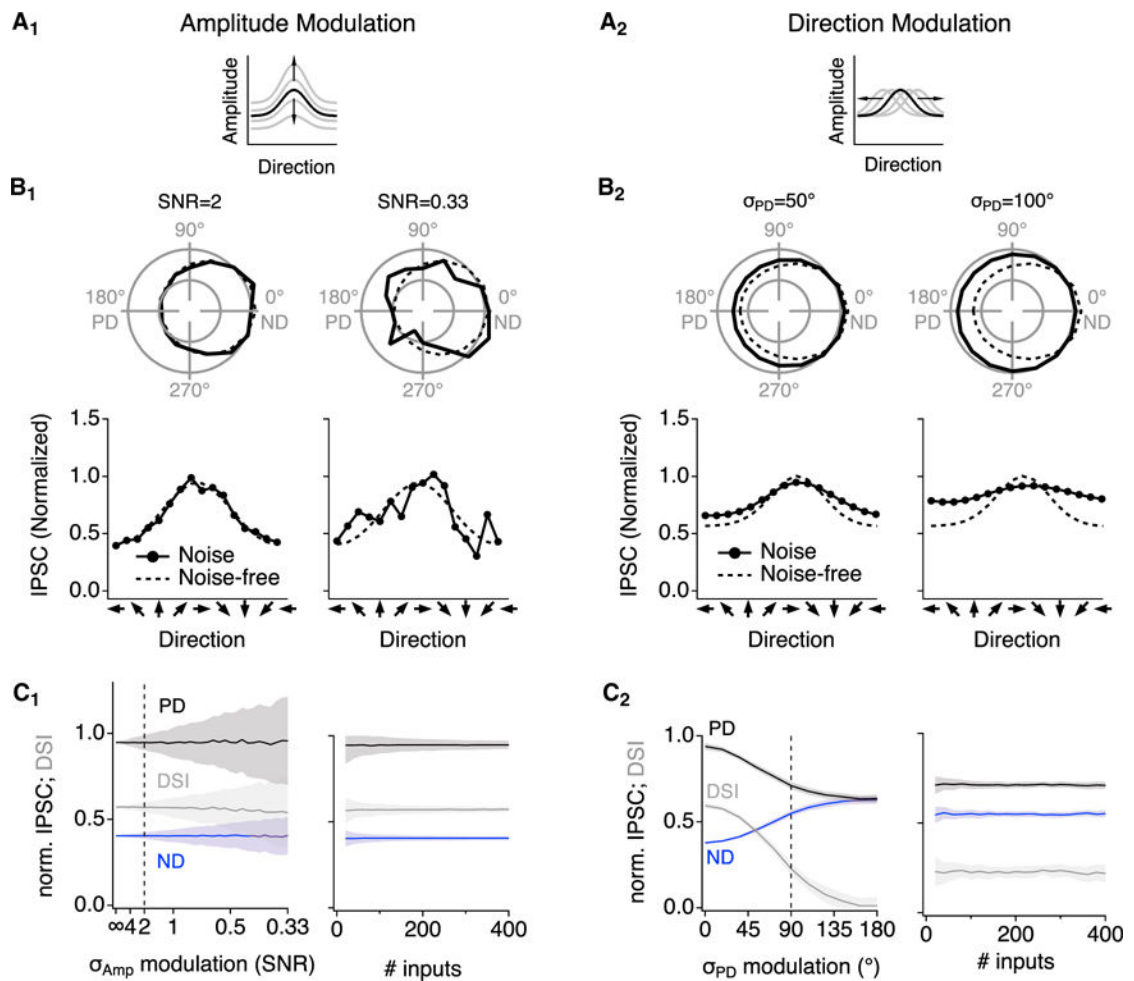 A1 Amplitude Modulation
Amplitude
Direction
B1
SNR=2
SNR=0.33
90°
180°
PD
0°
ND
270°
90°
180°
PD
0°
ND
270°
IPSC (Normalized)
1.5
1.0
0.5
0.0
Noise
Noise-free
Direction
Direction
C1
norm. IPSC; DSI
1.0
0.5
0.0
PD
DSI
ND
∞ 4 2 1 0.5 0.33
σAmp modulation (SNR)
0 200 400
# inputs
A2 Direction Modulation
Amplitude
Direction
B2
σPD=50°
σPD=100°
90°
180°
PD
0°
ND
270°
90°
180°
PD
0°
ND
270°
IPSC (Normalized)
1.5
1.0
0.5
0.0
Noise
Noise-free
Direction
Direction
C2
norm. IPSC; DSI
1.0
0.5
0.0
PD
DSI
ND
0 45 90 135 180
σPD modulation (°)
0 200 400
# inputs